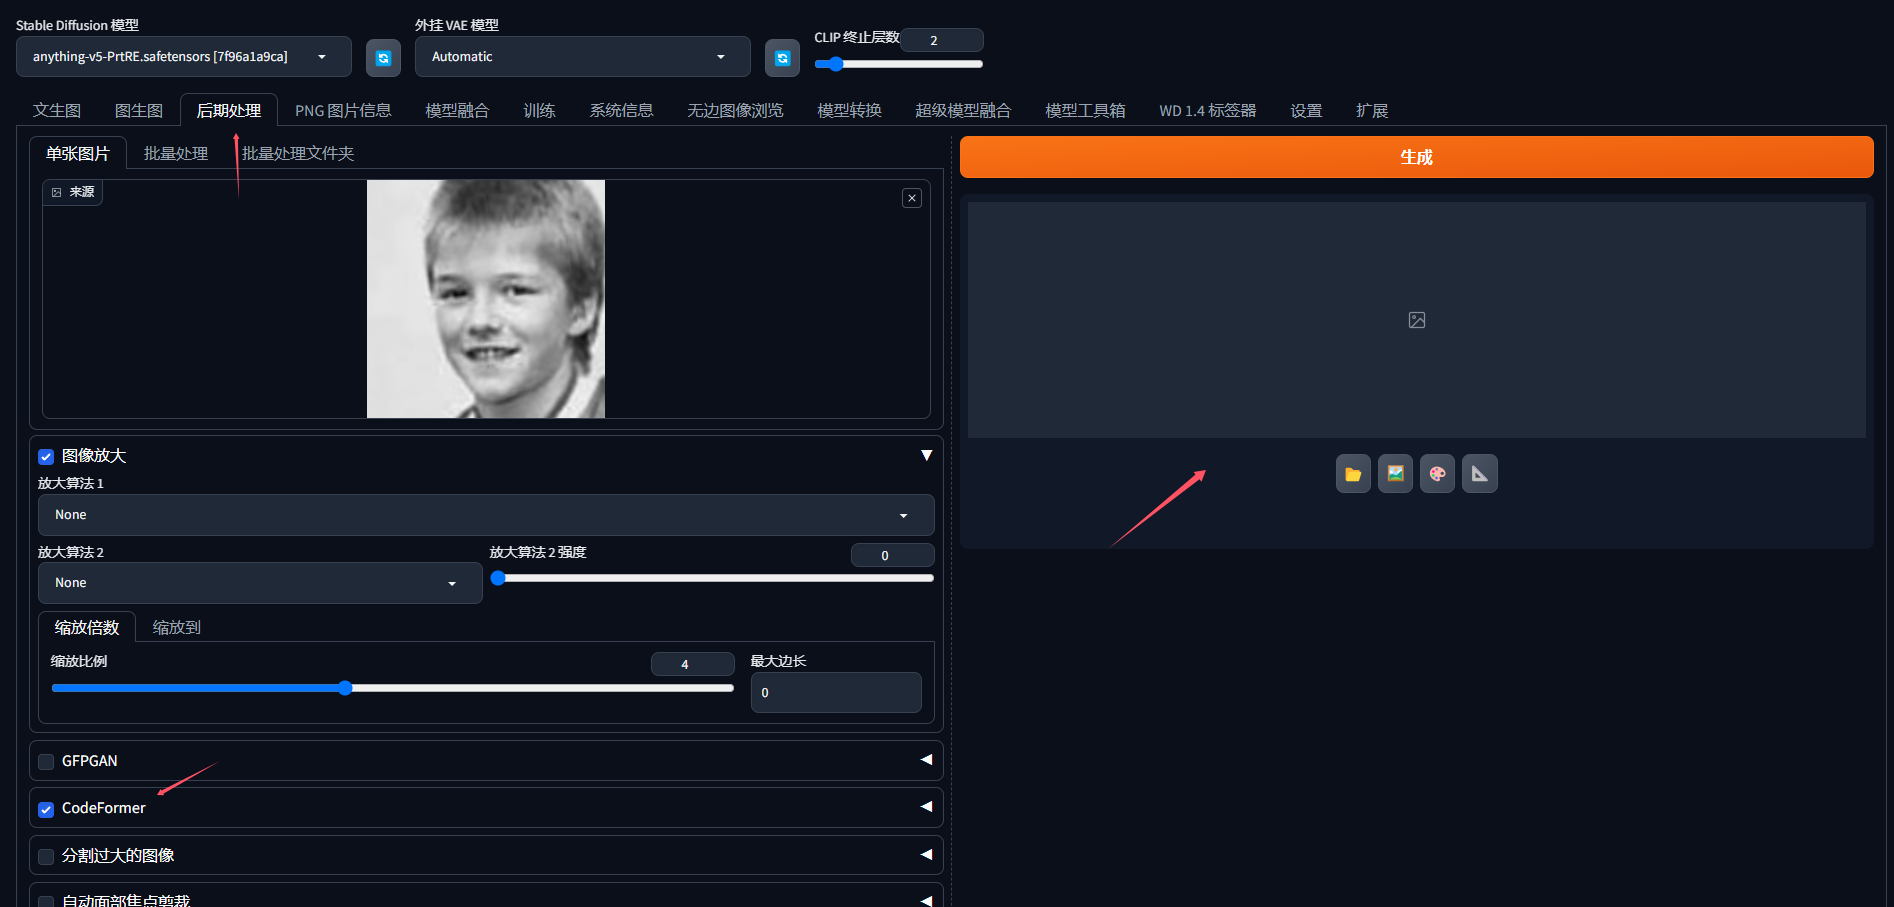 Stable Diffusion 模型
外挂 VAE 模型
CLIP 终止层数
2
anything-v5-PrtRE.safetensors [7f96a1a9ca]
Automatic
文生图
图生图
后期处理
PNG 图片信息
模型融合
训练
系统信息
无边图像浏览
模型转换
超级模型融合
模型工具箱
WD 1.4 标签器
设置
扩展
单张图片
批量处理
批量处理文件夹
生成
来源
图像放大
放大算法 1
None
放大算法 2
放大算法 2 强度
0
None
缩放倍数
缩放到
缩放比例
4
最大边长
0
GFPGAN
CodeFormer
分割过大的图像
自动面部焦点剪裁